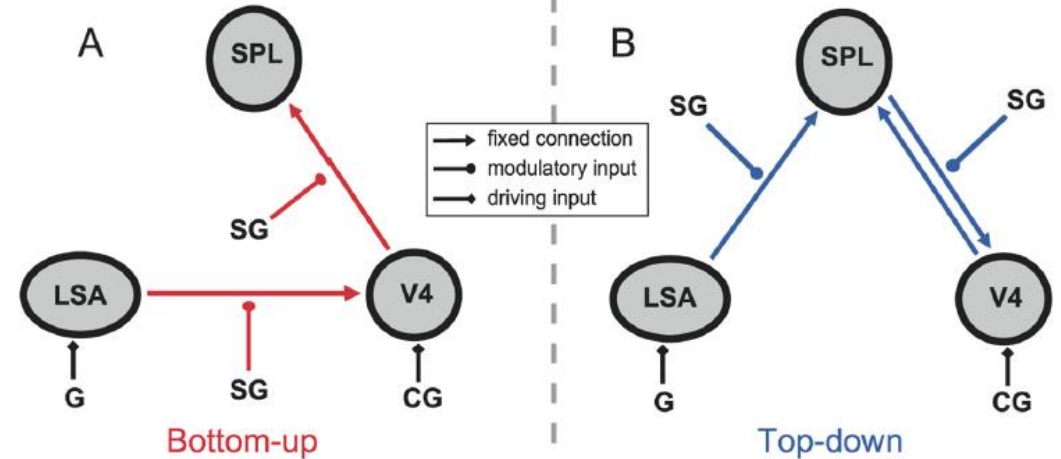 A
SPL
SG
LSA
V4
G
SG
CG
Bottom-up
fixed connection
modulatory input
driving input
B
SPL
SG
SG
LSA
V4
G
CG
Top-down